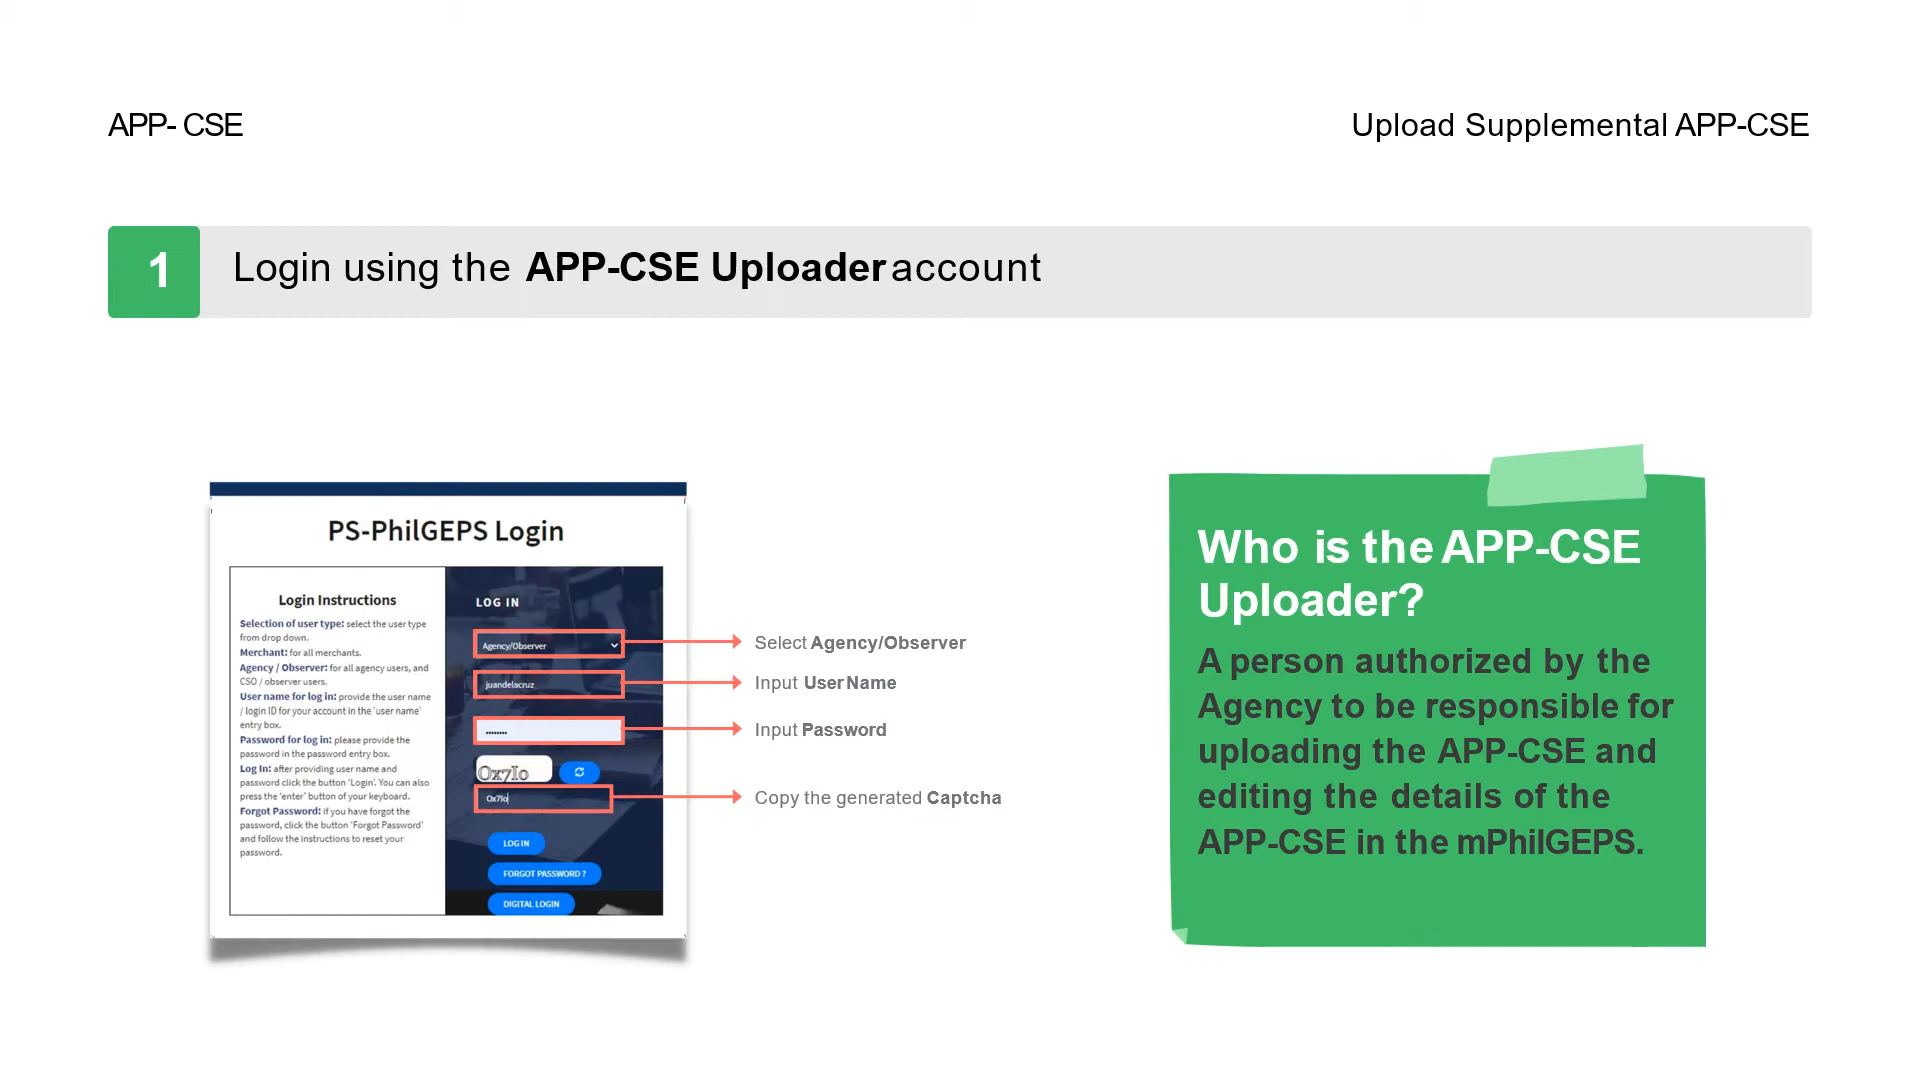 APP- CSE
Upload Supplemental APP-CSE
1
Login using the APP-CSE Uploader account
PS-PhilGEPS Login
Login Instructions
Selection of user type: select the user type
from drop down.
Merchant: for all merchants.
Agency / Observer: for all agency users, and
CSO / observer users.
User name for log in: provide the user name
/ login ID for your account in the 'user name'
entry box.
Password for log in: please provide the
password in the password entry box.
Log In: after providing user name and
password click the button 'Login'. You can also
press the 'enter' button of your keyboard.
Forgot Password: if you have forgot the
password, click the button 'Forgot Password'
and follow the instructions to reset your
password.
LOG IN
Agency/Observer
juandelacruz
••••••••
Ox7Io
Ox7Io
LOG IN
FORGOT PASSWORD ?
DIGITAL LOGIN
Select Agency/Observer
Input UserName
Input Password
Copy the generated Captcha
Who is the APP-CSE
Uploader?
A person authorized by the
Agency to be responsible for
uploading the APP-CSE and
editing the details of the
APP-CSE in the mPhilGEPS.